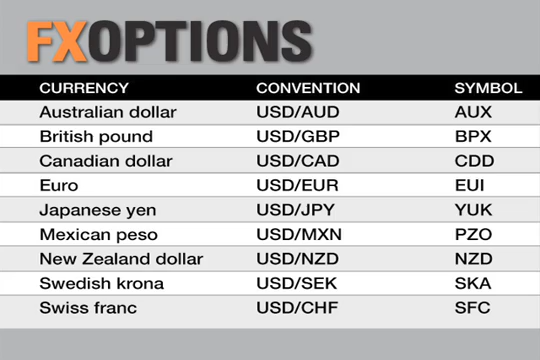 FXOPTIONS
CURRENCY CONVENTION SYMBOL
Australian dollar USD/AUD AUX
British pound USD/GBP BPX
Canadian dollar USD/CAD CDD
Euro USD/EUR EUI
Japanese yen USD/JPY YUK
Mexican peso USD/MXN PZO
New Zealand dollar USD/NZD NZD
Swedish krona USD/SEK SKA
Swiss franc USD/CHF SFC